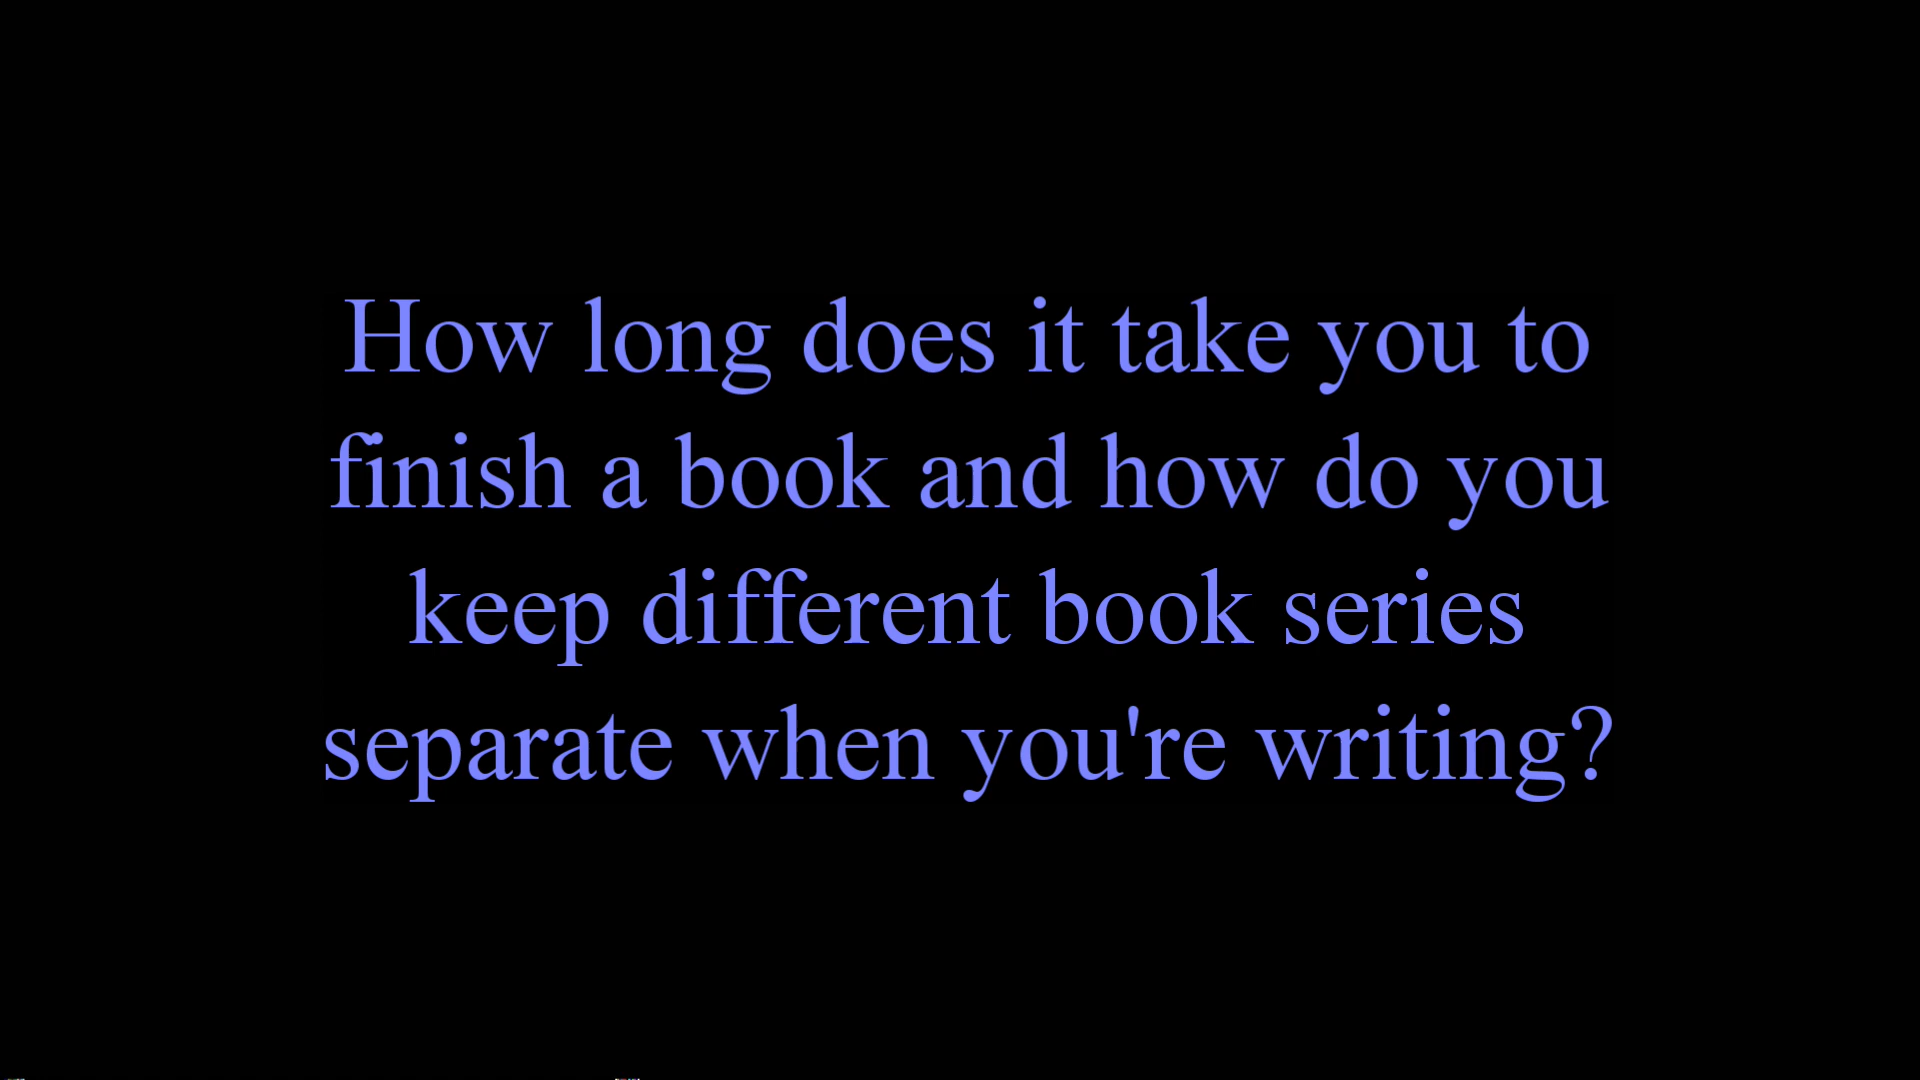 How long does it take you to
finish a book and how do you
keep different book series
separate when you're writing?